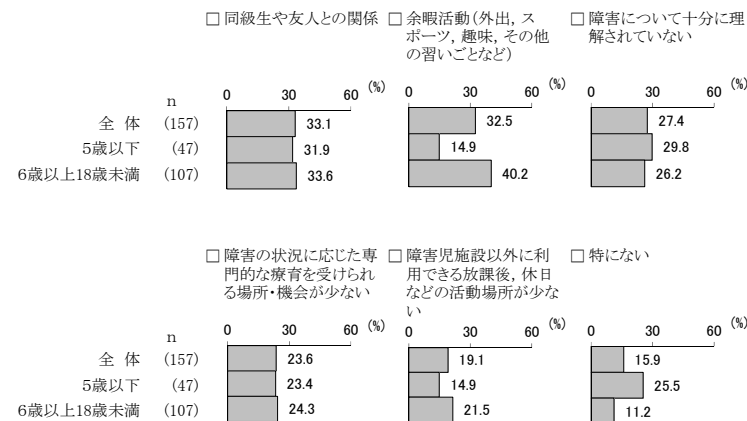 □ 同級生や友人との関係
□ 余暇活動(外出, ス
ポーツ, 趣味, その他
の習いごとなど)
□ 障害について十分に理
解されていない
0 30 60 (%)
0 30 60 (%)
0 30 60 (%)
n
全 体 (157) 33.1 32.5 27.4
5歳以下 (47) 31.9 14.9 29.8
6歳以上18歳未満 (107) 33.6 40.2 26.2
□ 障害の状況に応じた専
門的な療育を受けられ
る場所・機会が少ない
□ 障害児施設以外に利
用できる放課後, 休日
などの活動場所が少な
い
□ 特にない
0 30 60 (%)
0 30 60 (%)
0 30 60 (%)
n
全 体 (157) 23.6 19.1 15.9
5歳以下 (47) 23.4 14.9 25.5
6歳以上18歳未満 (107) 24.3 21.5 11.2